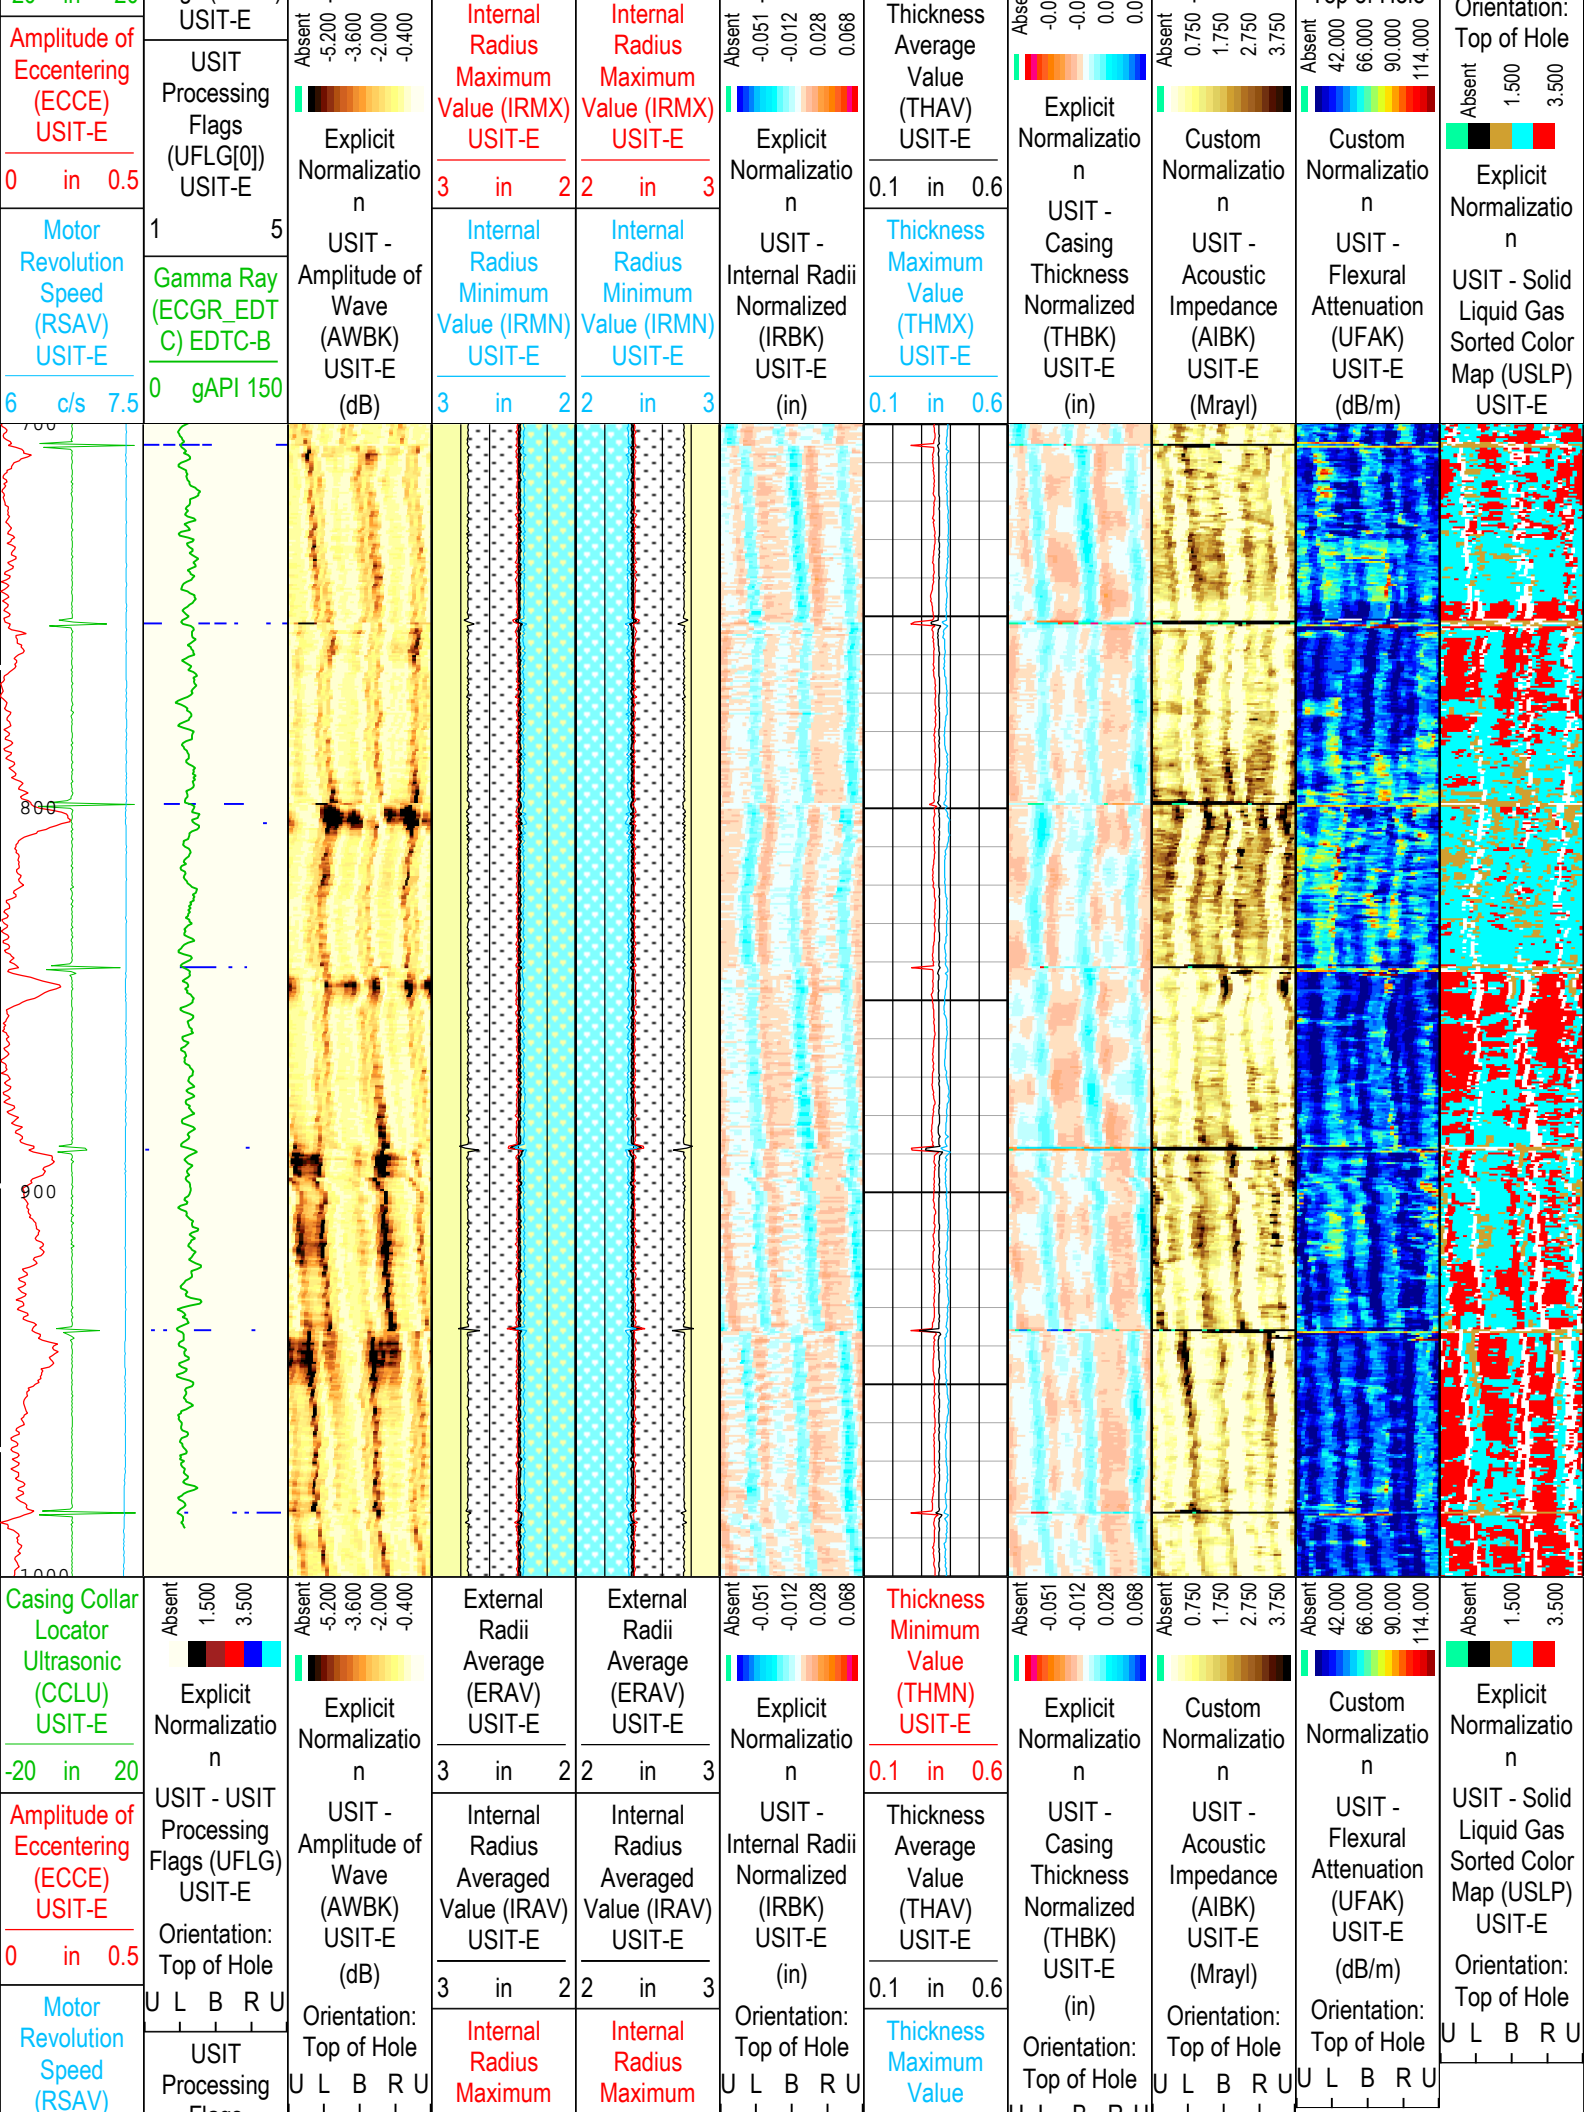 Amplitude of
Eccentering
(ECCE)
USIT-E
0 in 0.5
Motor
Revolution
Speed
(RSAV)
USIT-E
6 c/s 7.5
USIT-E
USIT
Processing
Flags
(UFLG[0])
USIT-E
1 5
Gamma Ray
(ECGR_EDT
C) EDTC-B
0 gAPI 150
Absent
-5.200
-3.600
-2.000
-0.400
Explicit
Normalizatio
n
USIT -
Amplitude of
Wave
(AWBK)
USIT-E
(dB)
Internal
Radius
Maximum
Value (IRMX)
USIT-E
3 in 2
Internal
Radius
Minimum
Value (IRMN)
USIT-E
3 in 2
Internal
Radius
Maximum
Value (IRMX)
USIT-E
2 in 3
Internal
Radius
Minimum
Value (IRMN)
USIT-E
2 in 3
Absent
-0.051
-0.012
0.028
0.068
Explicit
Normalizatio
n
USIT -
Internal Radii
Normalized
(IRBK)
USIT-E
(in)
Thickness
Average
Value
(THAV)
USIT-E
0.1 in 0.6
Thickness
Maximum
Value
(THMX)
USIT-E
0.1 in 0.6
Explicit
Normalizatio
n
USIT -
Casing
Thickness
Normalized
(THBK)
USIT-E
(in)
Absent
0.750
1.750
2.750
3.750
Custom
Normalizatio
n
USIT -
Acoustic
Impedance
(AIBK)
USIT-E
(Mrayl)
Absent
42.000
66.000
90.000
114.000
Custom
Normalizatio
n
USIT -
Flexural
Attenuation
(UFAK)
USIT-E
(dB/m)
Orientation:
Top of Hole
Absent
1.500
3.500
Explicit
Normalizatio
n
USIT - Solid
Liquid Gas
Sorted Color
Map (USLP)
USIT-E
700
800
900
1000
Casing Collar
Locator
Ultrasonic
(CCLU)
USIT-E
-20 in 20
Amplitude of
Eccentering
(ECCE)
USIT-E
0 in 0.5
Motor
Revolution
Speed
(RSAV)
Absent
1.500
3.500
Explicit
Normalizatio
n
USIT - USIT
Processing
Flags (UFLG)
USIT-E
Orientation:
Top of Hole
U L B R U
USIT
Processing
Flags
Absent
-5.200
-3.600
-2.000
-0.400
Explicit
Normalizatio
n
USIT -
Amplitude of
Wave
(AWBK)
USIT-E
(dB)
Orientation:
Top of Hole
U L B R U
External
Radii
Average
(ERAV)
USIT-E
3 in 2
Internal
Radius
Averaged
Value (IRAV)
USIT-E
3 in 2
Internal
Radius
Maximum
External
Radii
Average
(ERAV)
USIT-E
2 in 3
Internal
Radius
Averaged
Value (IRAV)
USIT-E
2 in 3
Internal
Radius
Maximum
Absent
-0.051
-0.012
0.028
0.068
Explicit
Normalizatio
n
USIT -
Internal Radii
Normalized
(IRBK)
USIT-E
(in)
Orientation:
Top of Hole
U L B R U
Thickness
Minimum
Value
(THMN)
USIT-E
0.1 in 0.6
Thickness
Average
Value
(THAV)
USIT-E
0.1 in 0.6
Thickness
Maximum
Value
Absent
-0.051
-0.012
0.028
0.068
Explicit
Normalizatio
n
USIT -
Casing
Thickness
Normalized
(THBK)
USIT-E
(in)
Orientation:
Top of Hole
U L B R U
Absent
0.750
1.750
2.750
3.750
Custom
Normalizatio
n
USIT -
Acoustic
Impedance
(AIBK)
USIT-E
(Mrayl)
Orientation:
Top of Hole
U L B R U
Absent
42.000
66.000
90.000
114.000
Custom
Normalizatio
n
USIT -
Flexural
Attenuation
(UFAK)
USIT-E
(dB/m)
Orientation:
Top of Hole
U L B R U
Absent
1.500
3.500
Explicit
Normalizatio
n
USIT - Solid
Liquid Gas
Sorted Color
Map (USLP)
USIT-E
Orientation:
Top of Hole
U L B R U